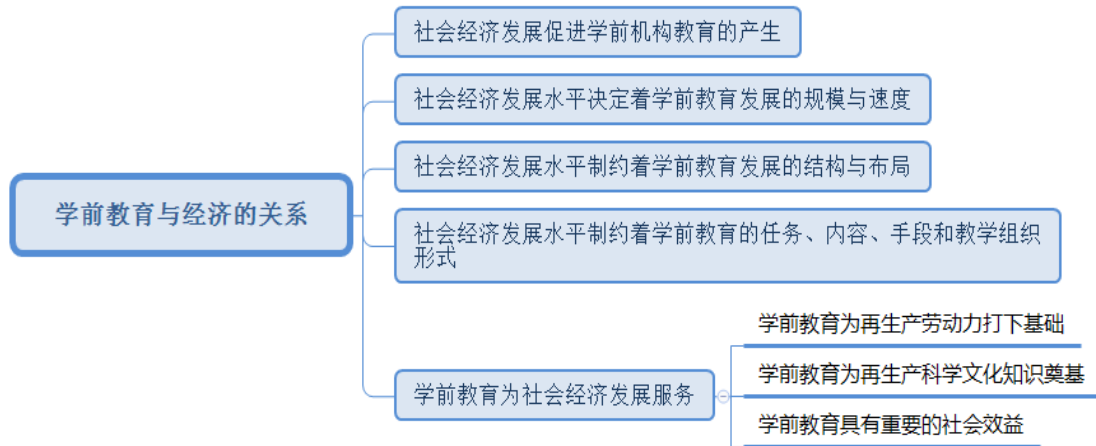 社会经济发展促进学前机构教育的产生
社会经济发展水平决定着学前教育发展的规模与速度
社会经济发展水平制约着学前教育发展的结构与布局
学前教育与经济的关系
社会经济发展水平制约着学前教育的任务、内容、手段和教学组织
形式
学前教育为社会经济发展服务
学前教育为再生产劳动力打下基础
学前教育为再生产科学文化知识奠基
学前教育具有重要的社会效益